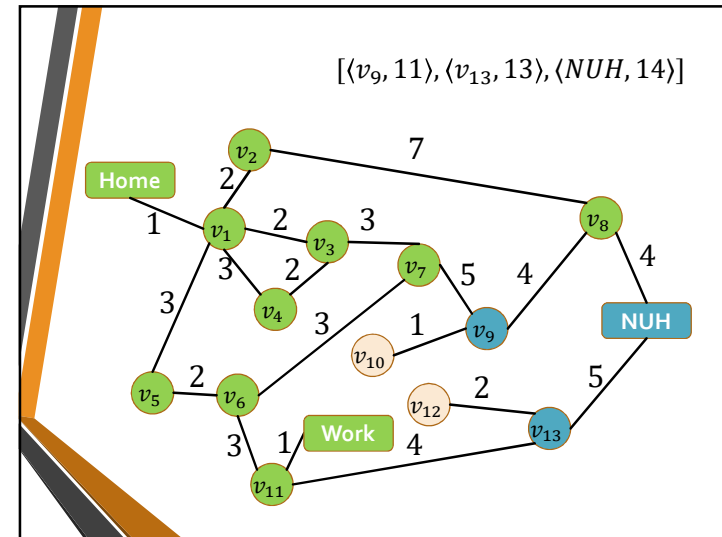 [⟨v₉, 11⟩, ⟨v₁₃, 13⟩, ⟨NUH, 14⟩]
v₂
7
Home
2
v₈
1
v₁
2
v₃
3
v₇
4
3
2
5
4
v₄
NUH
3
3
1
v₉
v₁₀
5
2
v₅
2
v₆
v₁₂
v₁₃
Work
3
1
4
v₁₁